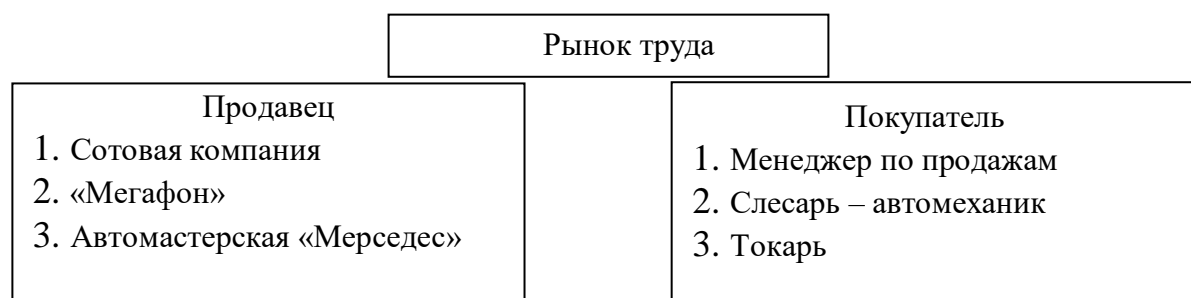 Рынок труда
Продавец
1. Сотовая компания
2. «Мегафон»
3. Автомастерская «Мерседес»
Покупатель
1. Менеджер по продажам
2. Слесарь – автомеханик
3. Токарь